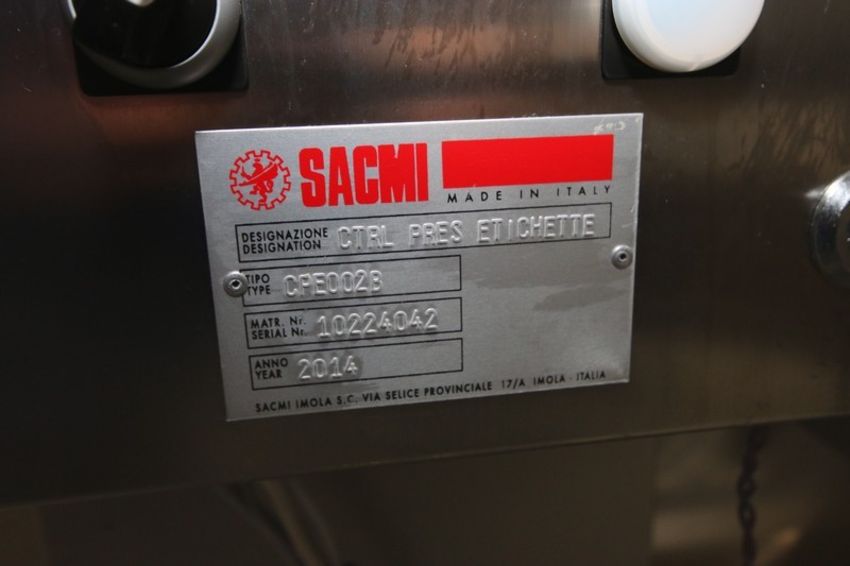 SACMI
MADE IN ITALY
DESIGNAZIONE
DESIGNATION
CTRL PRES ETICHETTE
TIPO
TYPE
CPE002B
MATR. Nr.
SERIAL Nr.
10224042
ANNO
YEAR
2014
SACMI IMOLA S.C. VIA SELICE PROVINCIALE 17/A IMOLA - ITALIA